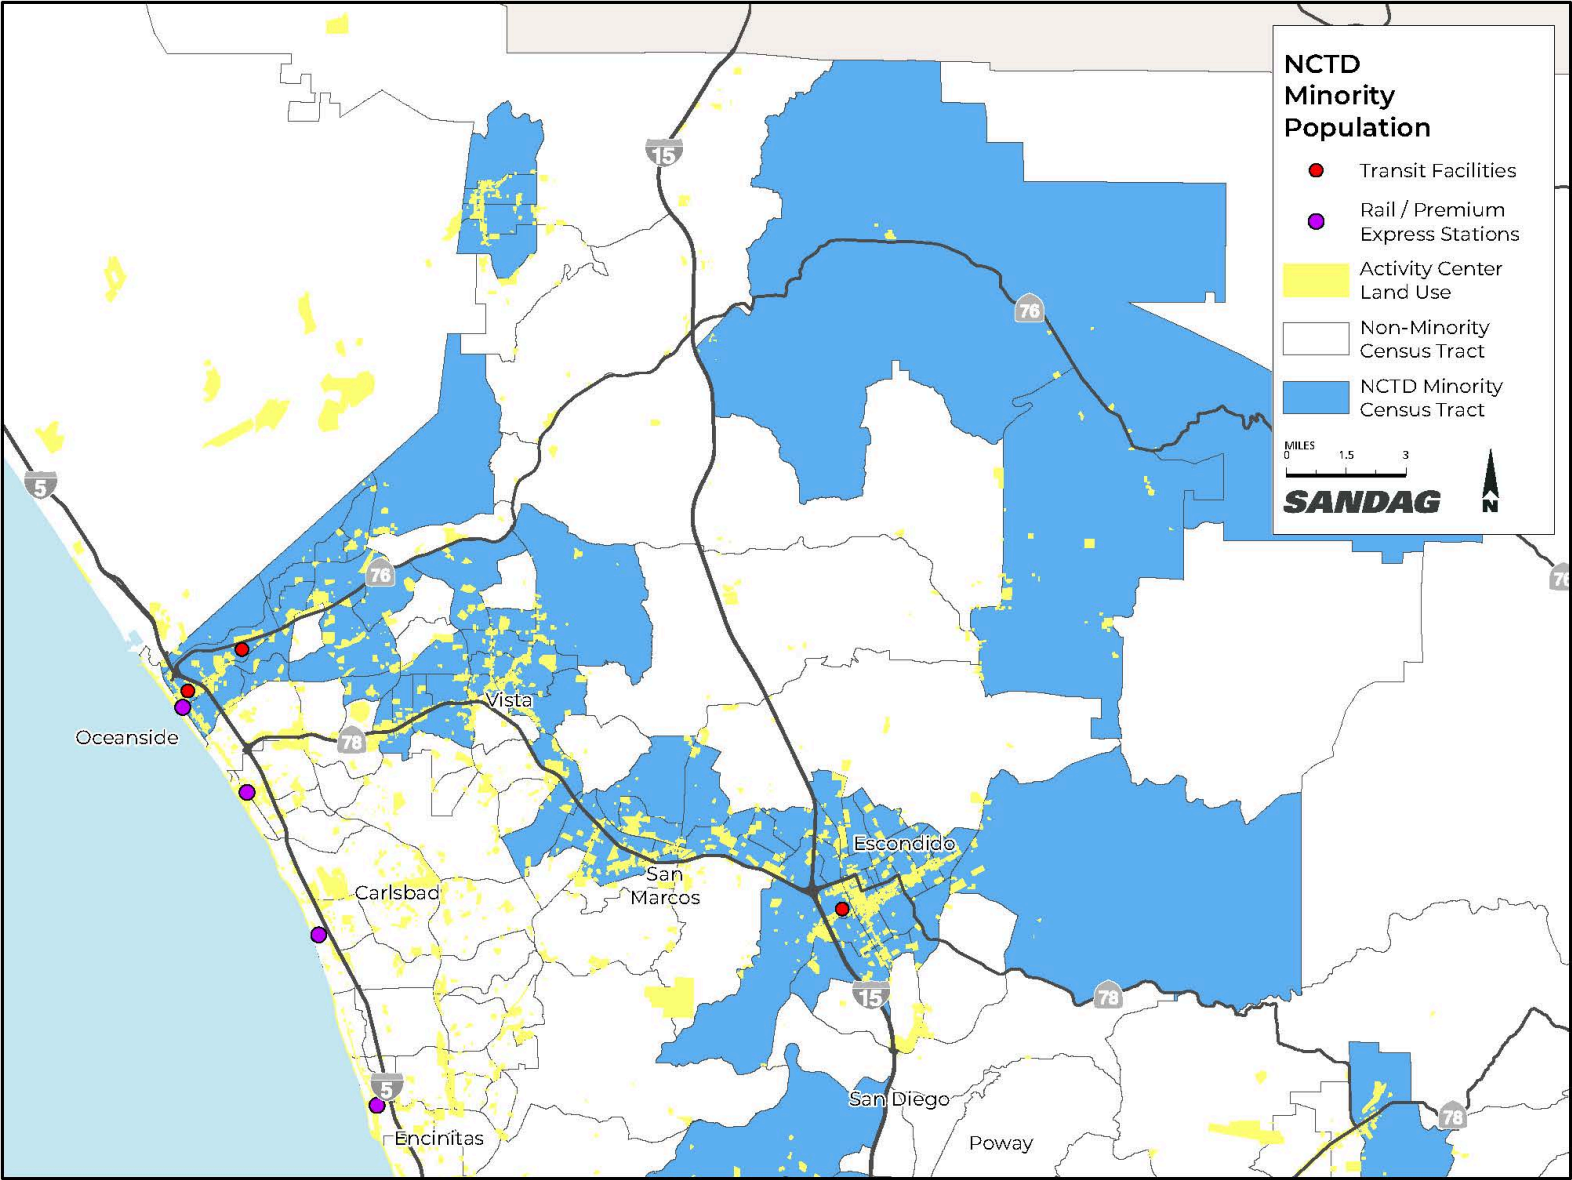 NCTD
Minority
Population
Transit Facilities
Rail / Premium
Express Stations
Activity Center
Land Use
Non-Minority
Census Tract
NCTD Minority
Census Tract
MILES
0 1.5 3
SANDAG
N
15
76
5
76
76
Vista
Oceanside
78
Escondido
San
Marcos
Carlsbad
15
78
5
San Diego
78
Encinitas
Poway